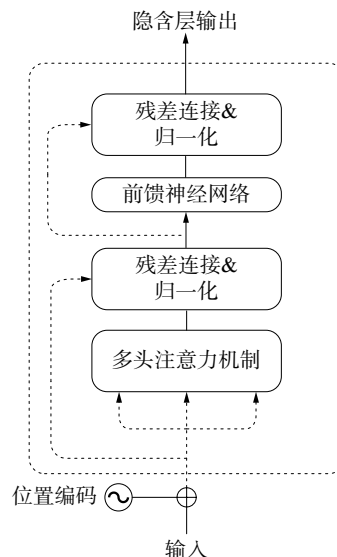 隐含层输出
残差连接&
归一化
前馈神经网络
残差连接&
归一化
多头注意力机制
位置编码
输入